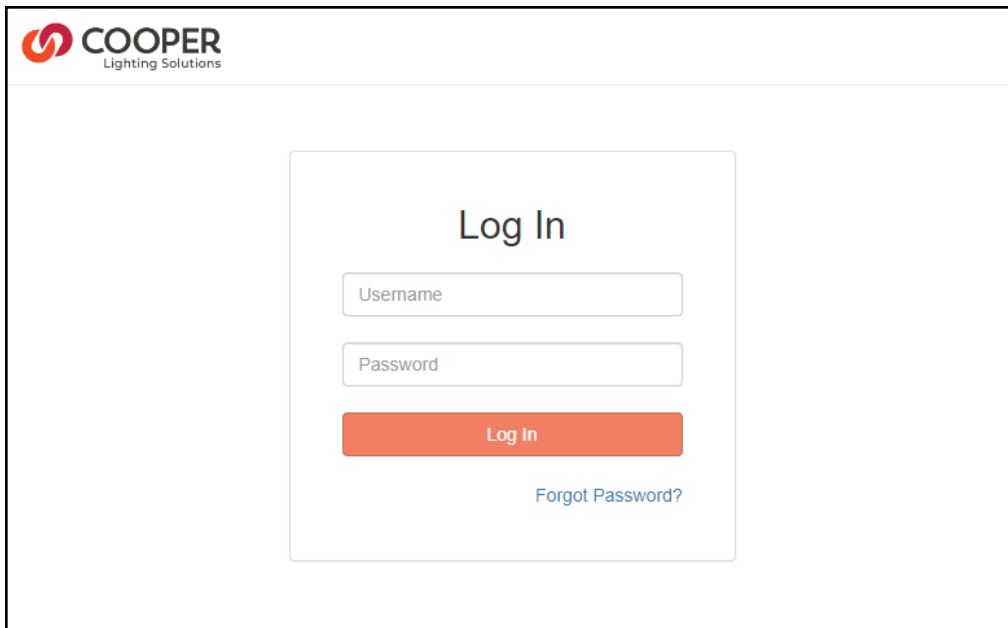 COOPER
Lighting Solutions
Log In
Username
Password
Log In
Forgot Password?